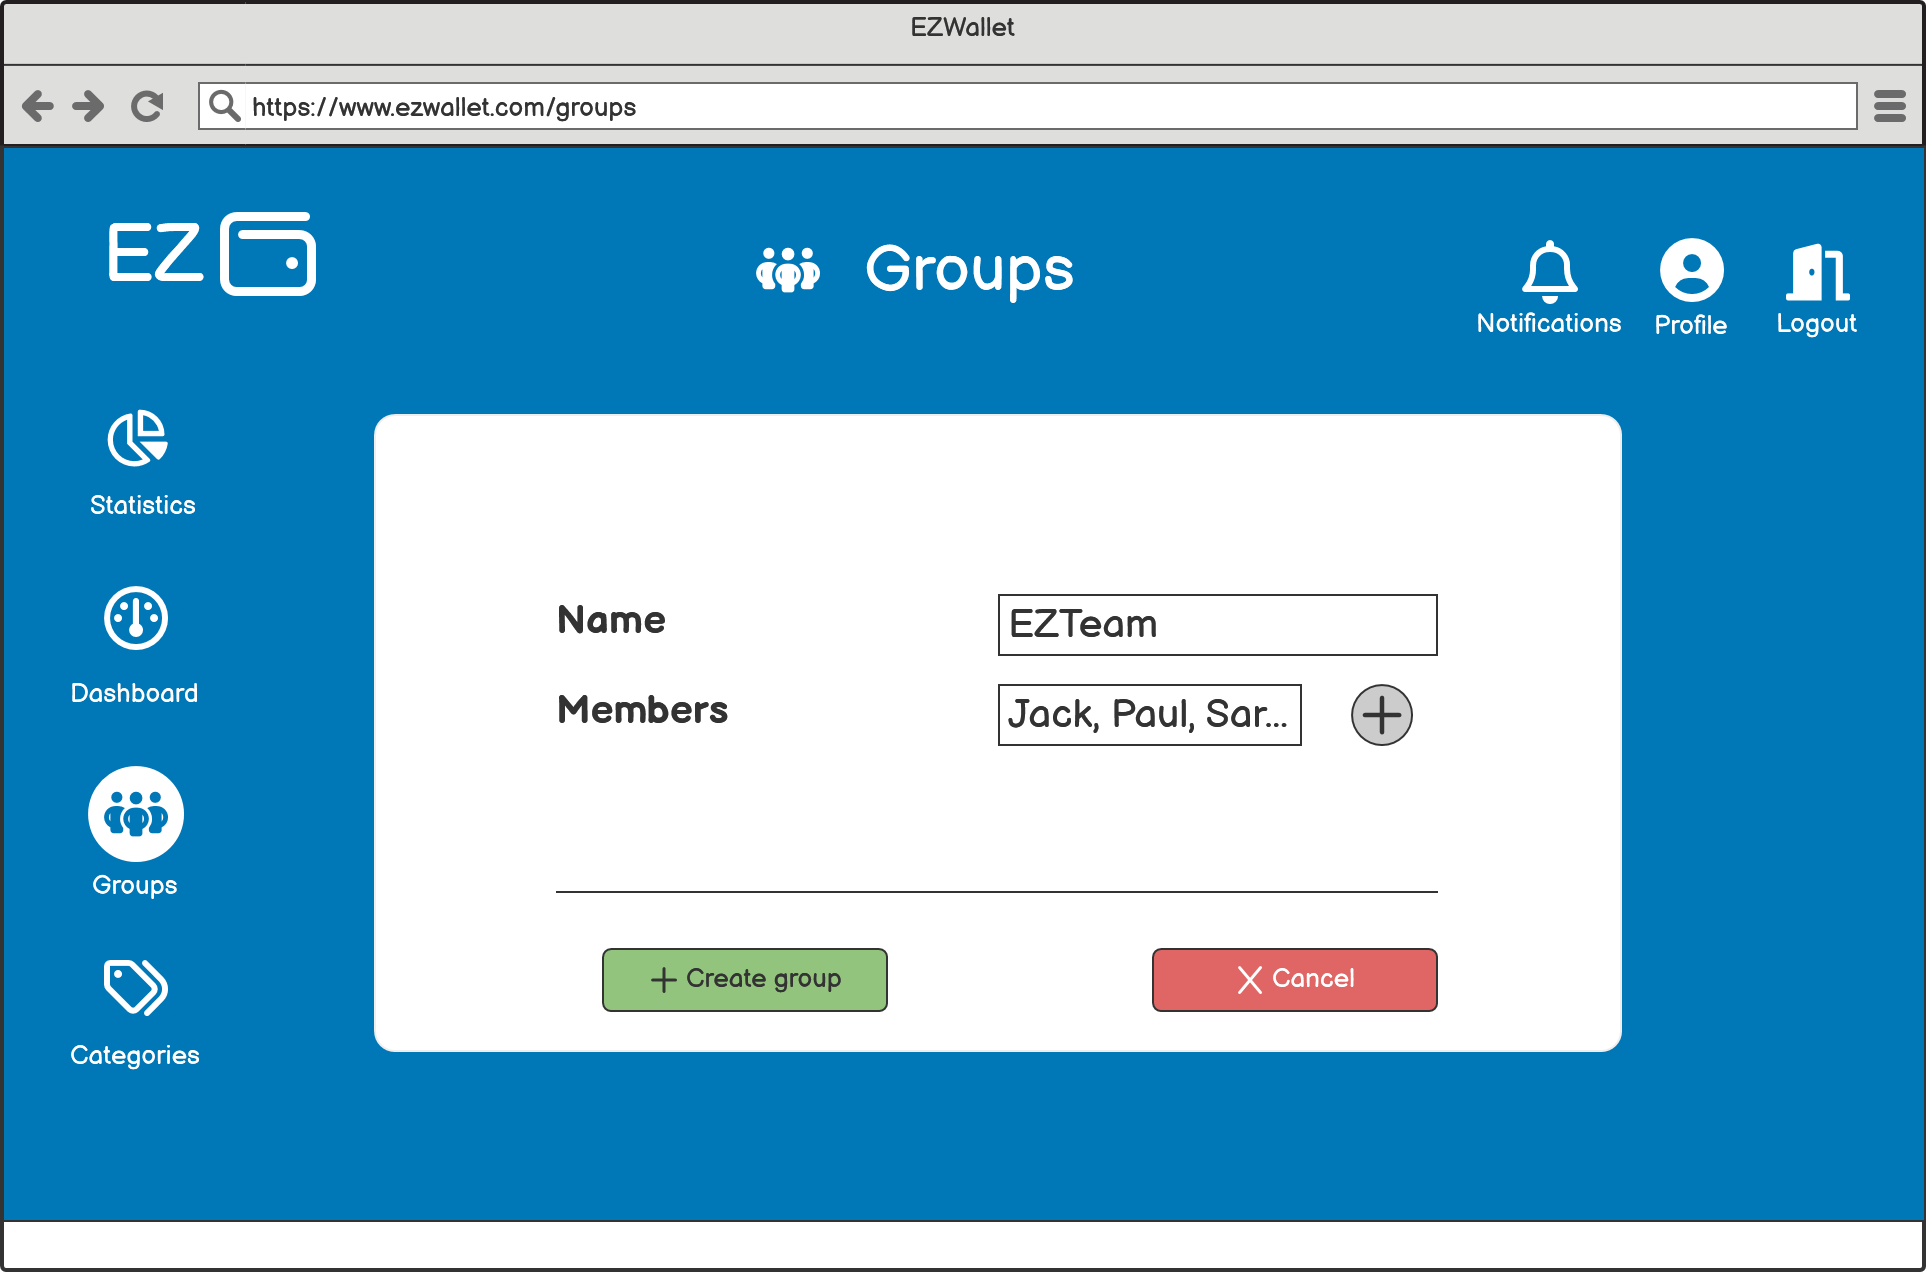 EZWallet
https://www.ezwallet.com/groups
EZ
Groups
Notifications
Profile
Logout
Statistics
Dashboard
Groups
Categories
Name
EZTeam
Members
Jack, Paul, Sar...
Create group
Cancel